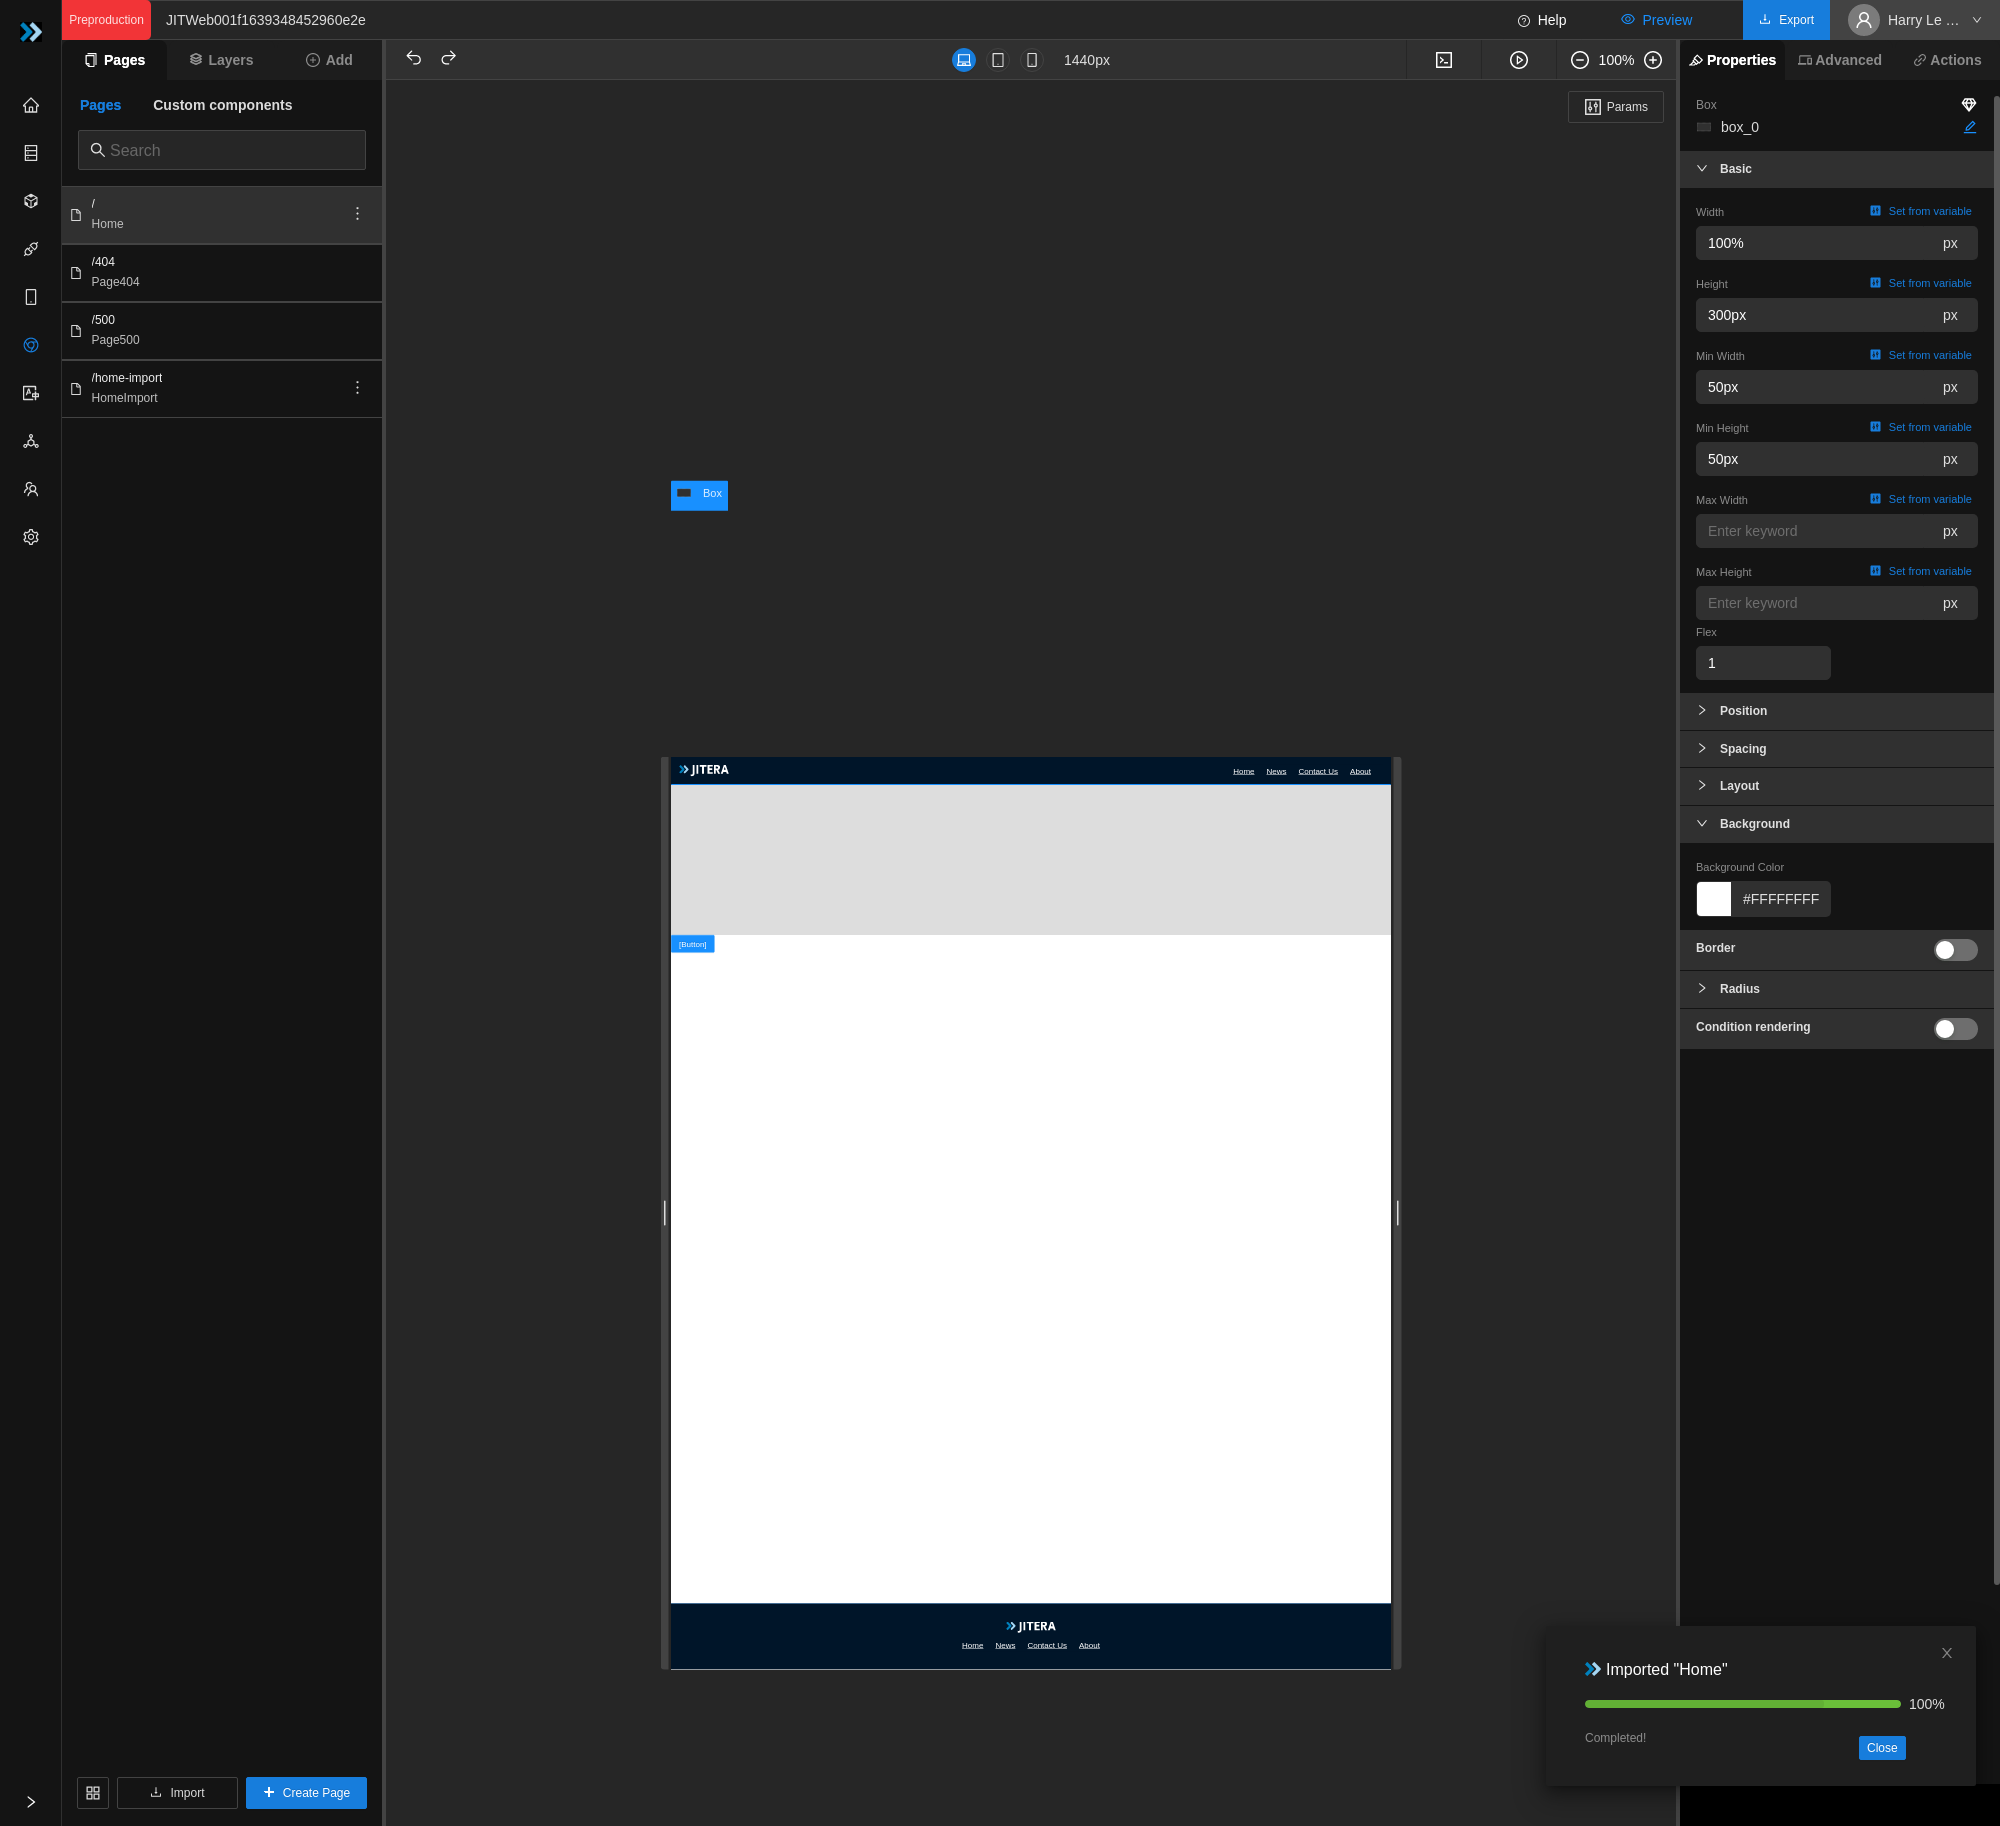 Preproduction
JITWeb001f1639348452960e2e
Help
Preview
Export
Harry Le ...
Pages
Layers
Add
1440px
100%
Properties
Advanced
Actions
Pages
Custom components
Search
/
Home
/404
Page404
/500
Page500
/home-import
HomeImport
Import
Create Page
Params
Box
JITERA
Home News Contact Us About
[Button]
JITERA
Home News Contact Us About
Box
box_0
Basic
Width
Set from variable
100% px
Height
Set from variable
300px px
Min Width
Set from variable
50px px
Min Height
Set from variable
50px px
Max Width
Set from variable
Enter keyword px
Max Height
Set from variable
Enter keyword px
Flex
1
Position
Spacing
Layout
Background
Background Color
#FFFFFFFF
Border
Radius
Condition rendering
Imported "Home"
100%
Completed!
Close